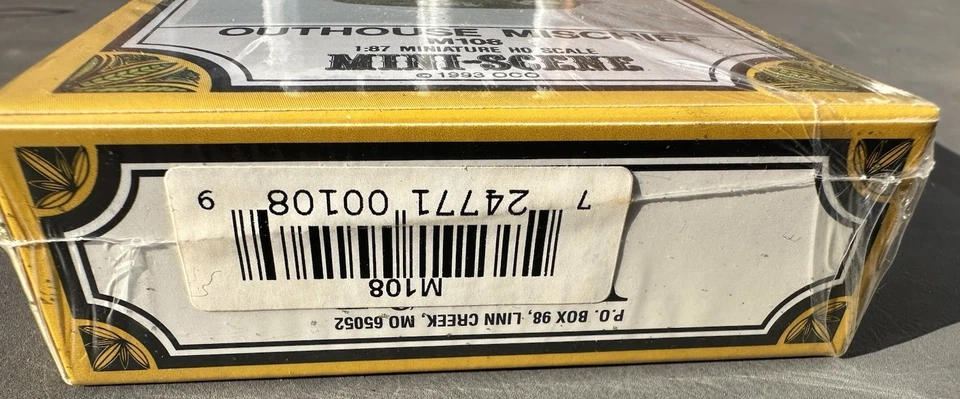 OUTHOUSE MISCHIEF
M108
1:87 MINIATURE HO SCALE
MINI-SCENE
© 1993 OCO
P.O. BOX 98, LINN CREEK, MO 65052
M108
7 24771 00108 9